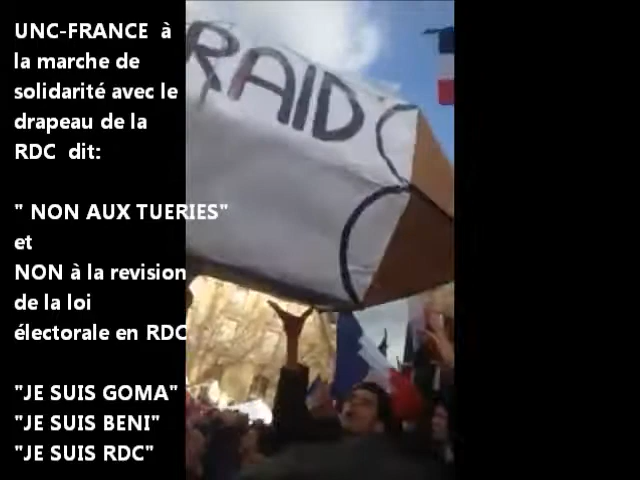 UNC-FRANCE à
la marche de
solidarité avec le
drapeau de la
RDC dit:
" NON AUX TUERIES"
et
NON à la revision
de la loi
électorale en RDC
"JE SUIS GOMA"
"JE SUIS BENI"
"JE SUIS RDC"
RAID